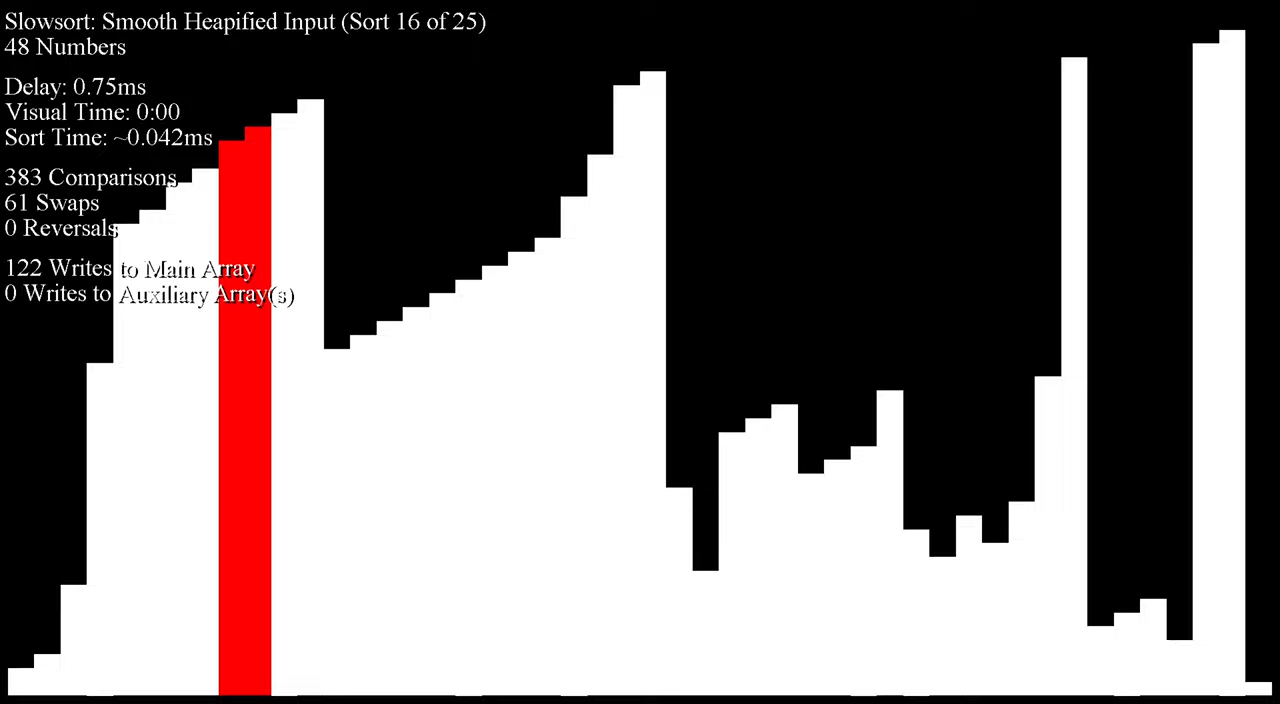 Slowsort: Smooth Heapified Input (Sort 16 of 25)
48 Numbers
Delay: 0.75ms
Visual Time: 0:00
Sort Time: ~0.042ms
383 Comparisons
61 Swaps
0 Reversals
122 Writes to Main Array
0 Writes to Auxiliary Array(s)